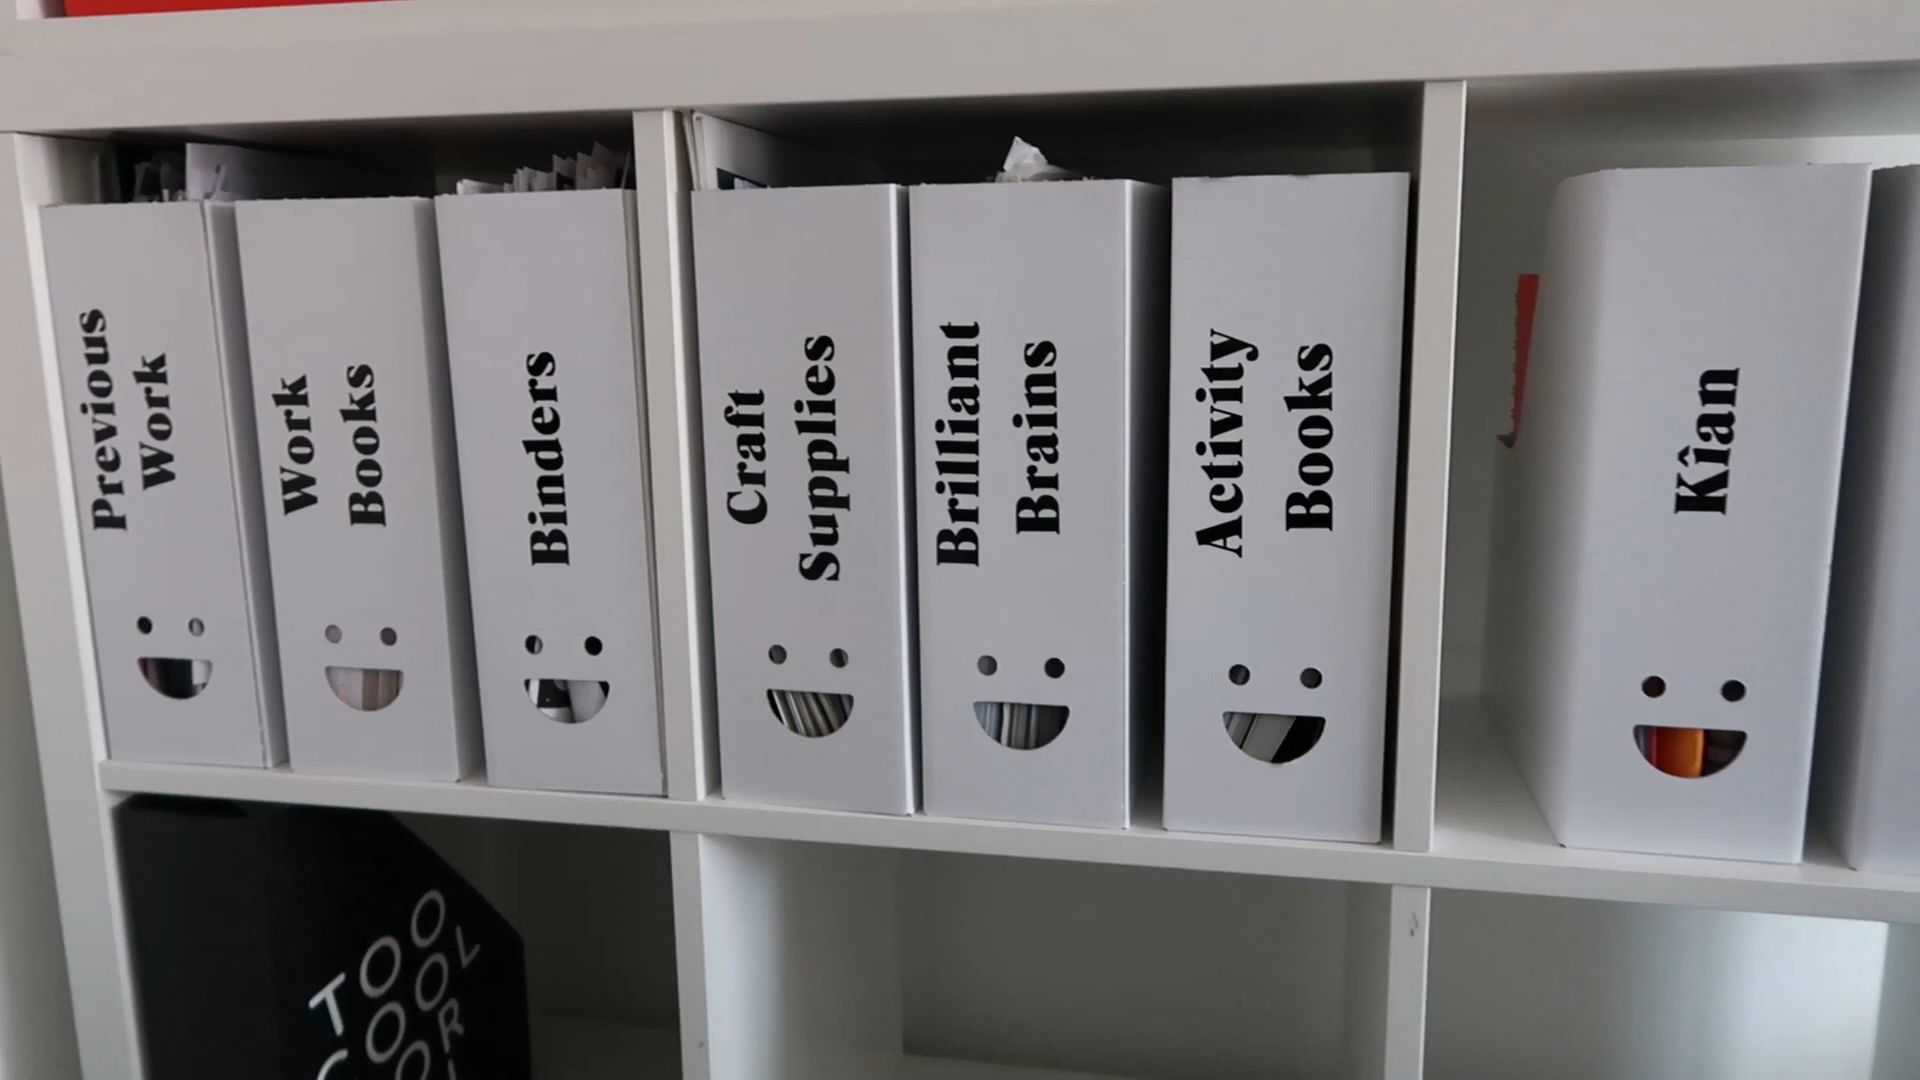 Previous
Work
Work
Books
Binders
Craft
Supplies
Brilliant
Brains
Activity
Books
Kîan
TOO
COOL